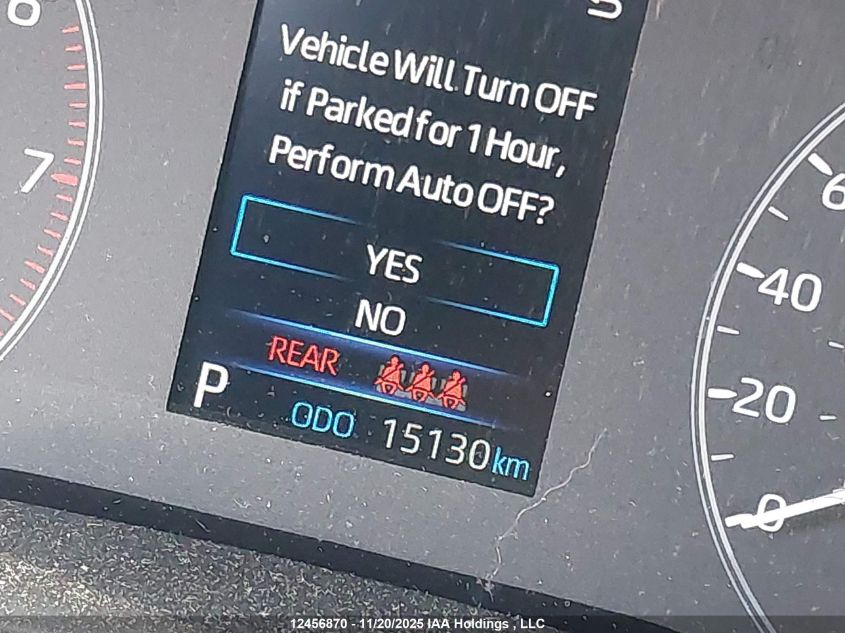 8
7
S
Vehicle Will Turn OFF
if Parked for 1 Hour,
Perform Auto OFF?
YES
NO
REAR
P
ODO 15130 km
40
20
0
12456870 - 11/20/2025 IAA Holdings , LLC